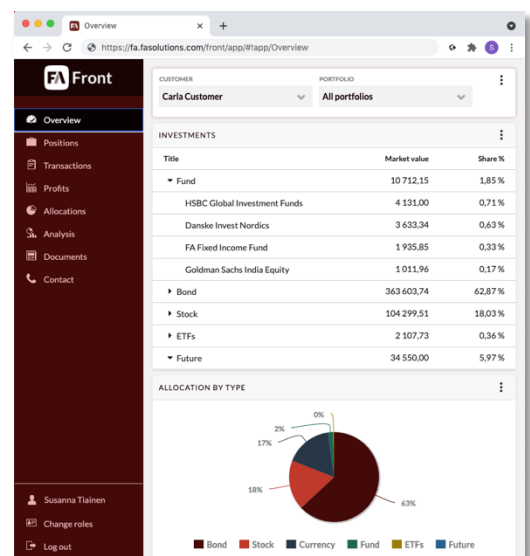 Overview
https://fa.fasolutions.com/front/app/#!app/Overview
S
FA Front
Overview
Positions
Transactions
Profits
Allocations
Analysis
Documents
Contact
Susanna Tiainen
Change roles
Log out
CUSTOMER PORTFOLIO
Carla Customer All portfolios
INVESTMENTS
Title Market value Share %
Fund 10 712,15 1,85 %
HSBC Global Investment Funds 4 131,00 0,71 %
Danske Invest Nordics 3 633,34 0,63 %
FA Fixed Income Fund 1 935,85 0,33 %
Goldman Sachs India Equity 1 011,96 0,17 %
Bond 363 603,74 62,87 %
Stock 104 299,51 18,03 %
ETFs 2 107,73 0,36 %
Future 34 550,00 5,97 %
ALLOCATION BY TYPE
0%
2%
17%
18%
63%
Bond Stock Currency Fund ETFs Future